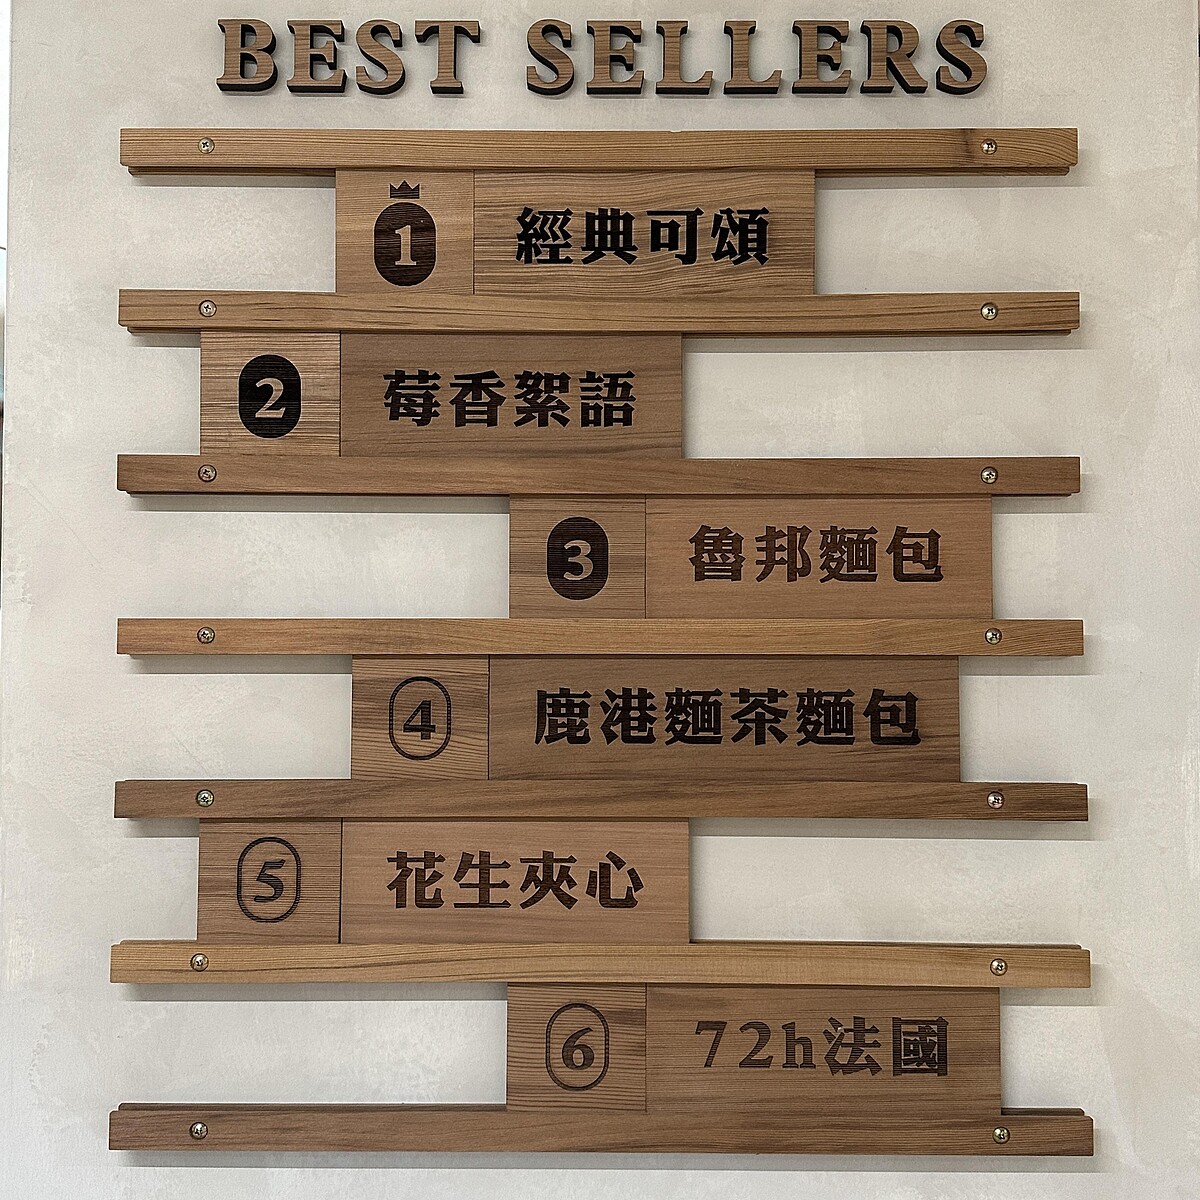 BEST SELLERS
1 經典可頌
2 莓香絮語
3 魯邦麵包
4 鹿港麵茶麵包
5 花生夾心
6 72h法國